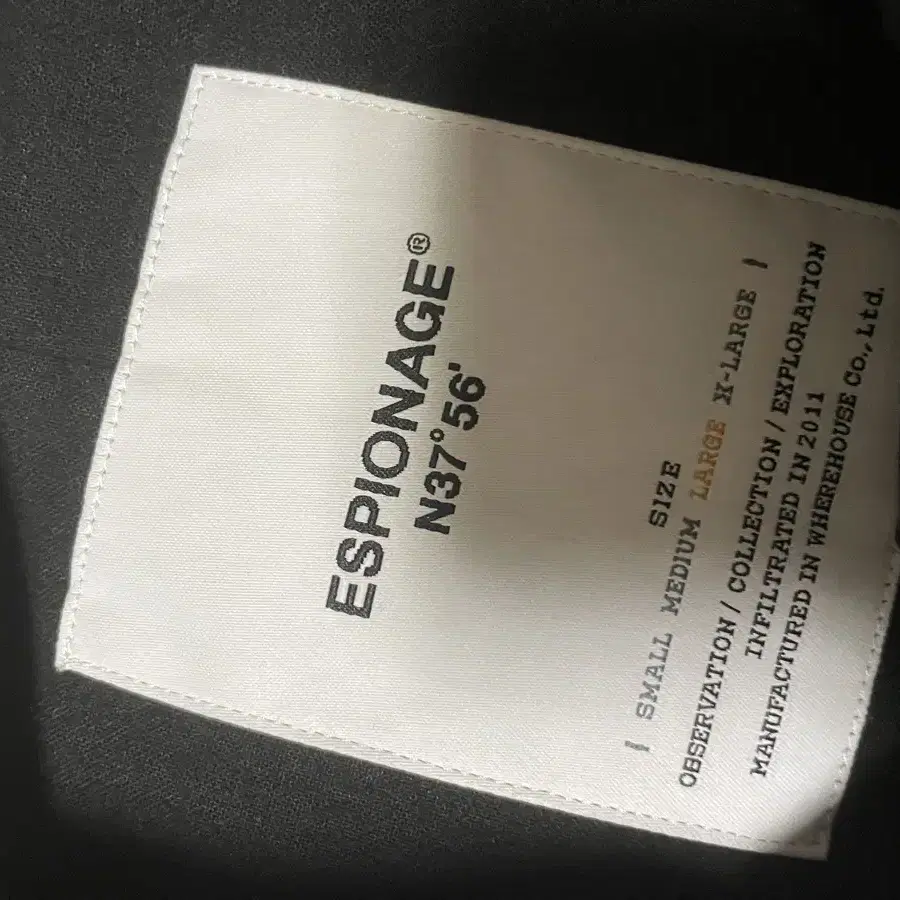 ESPIONAGE®
N37°56'
SIZE
[ SMALL MEDIUM LARGE X-LARGE ]
OBSERVATION / COLLECTION / EXPLORATION
INFILTRATED IN 2011
MANUFACTURED IN WHEREHOUSE Co., Ltd.